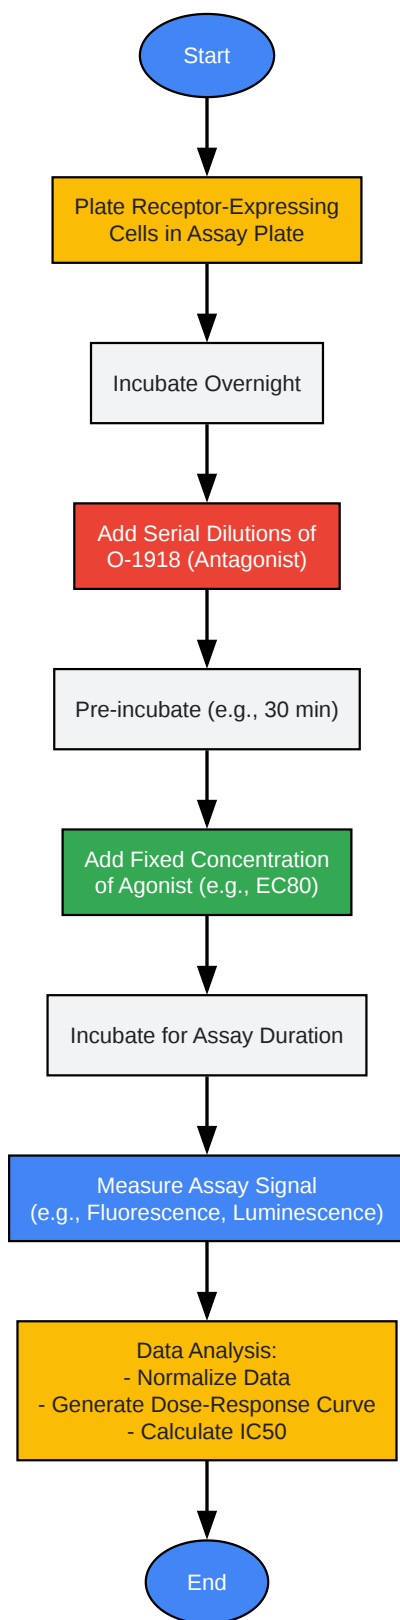 Start
Plate Receptor-Expressing
Cells in Assay Plate
Incubate Overnight
Add Serial Dilutions of
O-1918 (Antagonist)
Pre-incubate (e.g., 30 min)
Add Fixed Concentration
of Agonist (e.g., EC80)
Incubate for Assay Duration
Measure Assay Signal
(e.g., Fluorescence, Luminescence)
Data Analysis:
- Normalize Data
- Generate Dose-Response Curve
- Calculate IC50
End